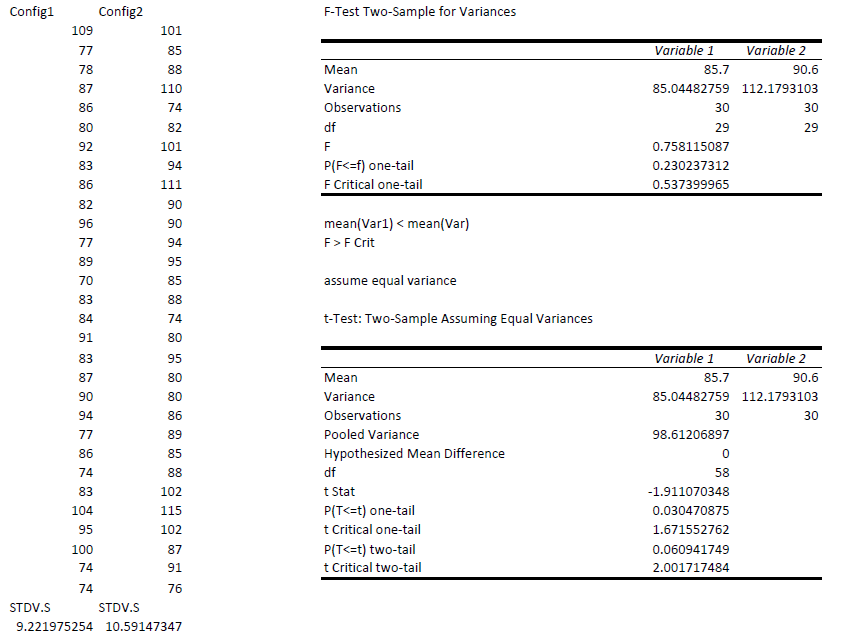 Config1 Config2 F-Test Two-Sample for Variances
109 101
77 85 Variable 1 Variable 2
78 88 Mean 85.7 90.6
87 110 Variance 85.04482759 112.1793103
86 74 Observations 30 30
80 82 df 29 29
92 101 F 0.758115087
83 94 P(F<=f) one-tail 0.230237312
86 111 F Critical one-tail 0.537399965
82 90
96 90 mean(Var1) < mean(Var)
77 94 F > F Crit
89 95
70 85 assume equal variance
83 88
84 74 t-Test: Two-Sample Assuming Equal Variances
91 80
83 95 Variable 1 Variable 2
87 80 Mean 85.7 90.6
90 80 Variance 85.04482759 112.1793103
94 86 Observations 30 30
77 89 Pooled Variance 98.61206897
86 85 Hypothesized Mean Difference 0
74 88 df 58
83 102 t Stat -1.911070348
104 115 P(T<=t) one-tail 0.030470875
95 102 t Critical one-tail 1.671552762
100 87 P(T<=t) two-tail 0.060941749
74 91 t Critical two-tail 2.001717484
74 76
STDV.S STDV.S
9.221975254 10.59147347